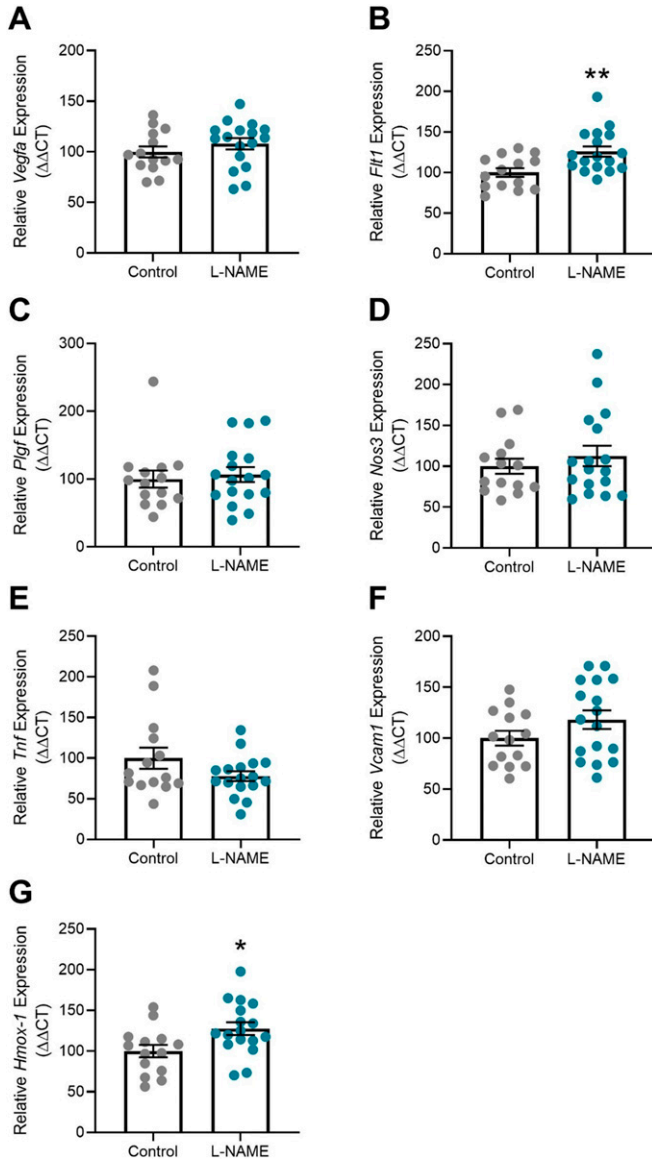 A
Relative Vegfa Expression
(ΔΔCT)
200
150
100
50
0
Control
L-NAME
B
Relative Flt1 Expression
(ΔΔCT)
250
200
150
100
50
0
**
Control
L-NAME
C
Relative Plgf Expression
(ΔΔCT)
300
200
100
0
Control
L-NAME
D
Relative Nos3 Expression
(ΔΔCT)
250
200
150
100
50
0
Control
L-NAME
E
Relative Tnf Expression
(ΔΔCT)
250
200
150
100
50
0
Control
L-NAME
F
Relative Vcam1 Expression
(ΔΔCT)
200
150
100
50
0
Control
L-NAME
G
Relative Hmox-1 Expression
(ΔΔCT)
250
200
150
100
50
0
*
Control
L-NAME